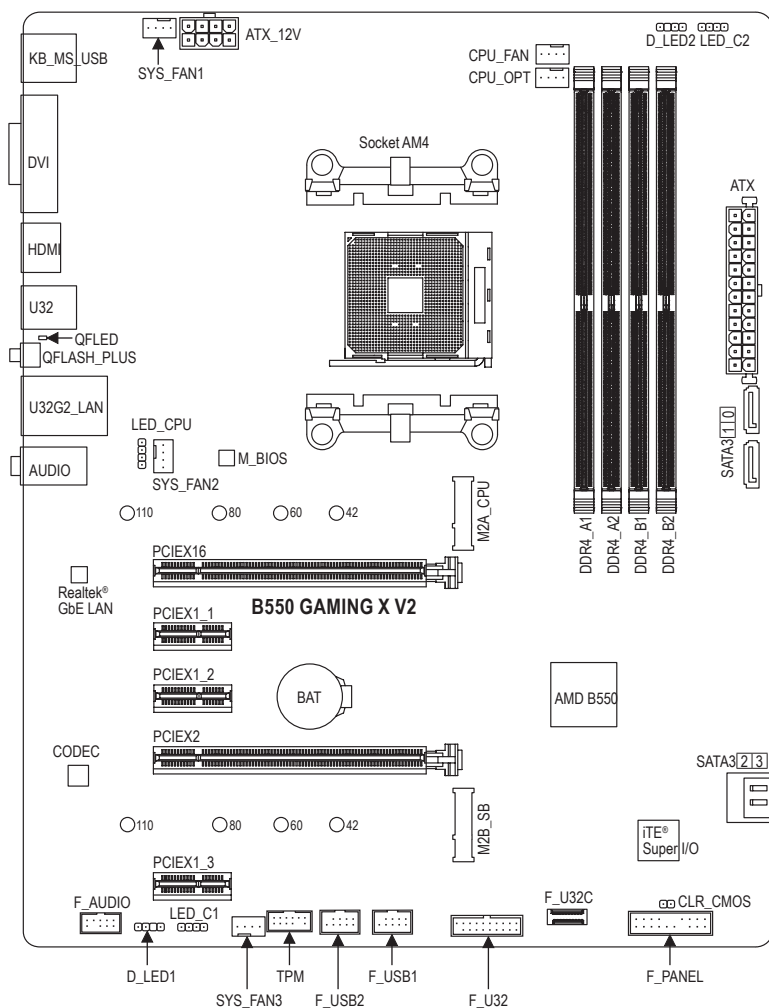 ATX_12V
D_LED2 LED_C2
KB_MS_USB
SYS_FAN1
CPU_FAN
CPU_OPT
Socket AM4
DVI
ATX
HDMI
U32
QFLED
QFLASH_PLUS
U32G2_LAN
LED_CPU
SATA3 1 0
AUDIO
M_BIOS
SYS_FAN2
M2A_CPU
110 80 60 42
DDR4_A1
DDR4_A2
DDR4_B1
DDR4_B2
PCIEX16
Realtek®
GbE LAN
B550 GAMING X V2
PCIEX1_1
PCIEX1_2
BAT
AMD B550
PCIEX2
CODEC
SATA3 2 3
M2B_SB
110 80 60 42
iTE®
Super I/O
PCIEX1_3
F_AUDIO
LED_C1
F_U32C
CLR_CMOS
D_LED1
SYS_FAN3
TPM
F_USB2
F_USB1
F_U32
F_PANEL